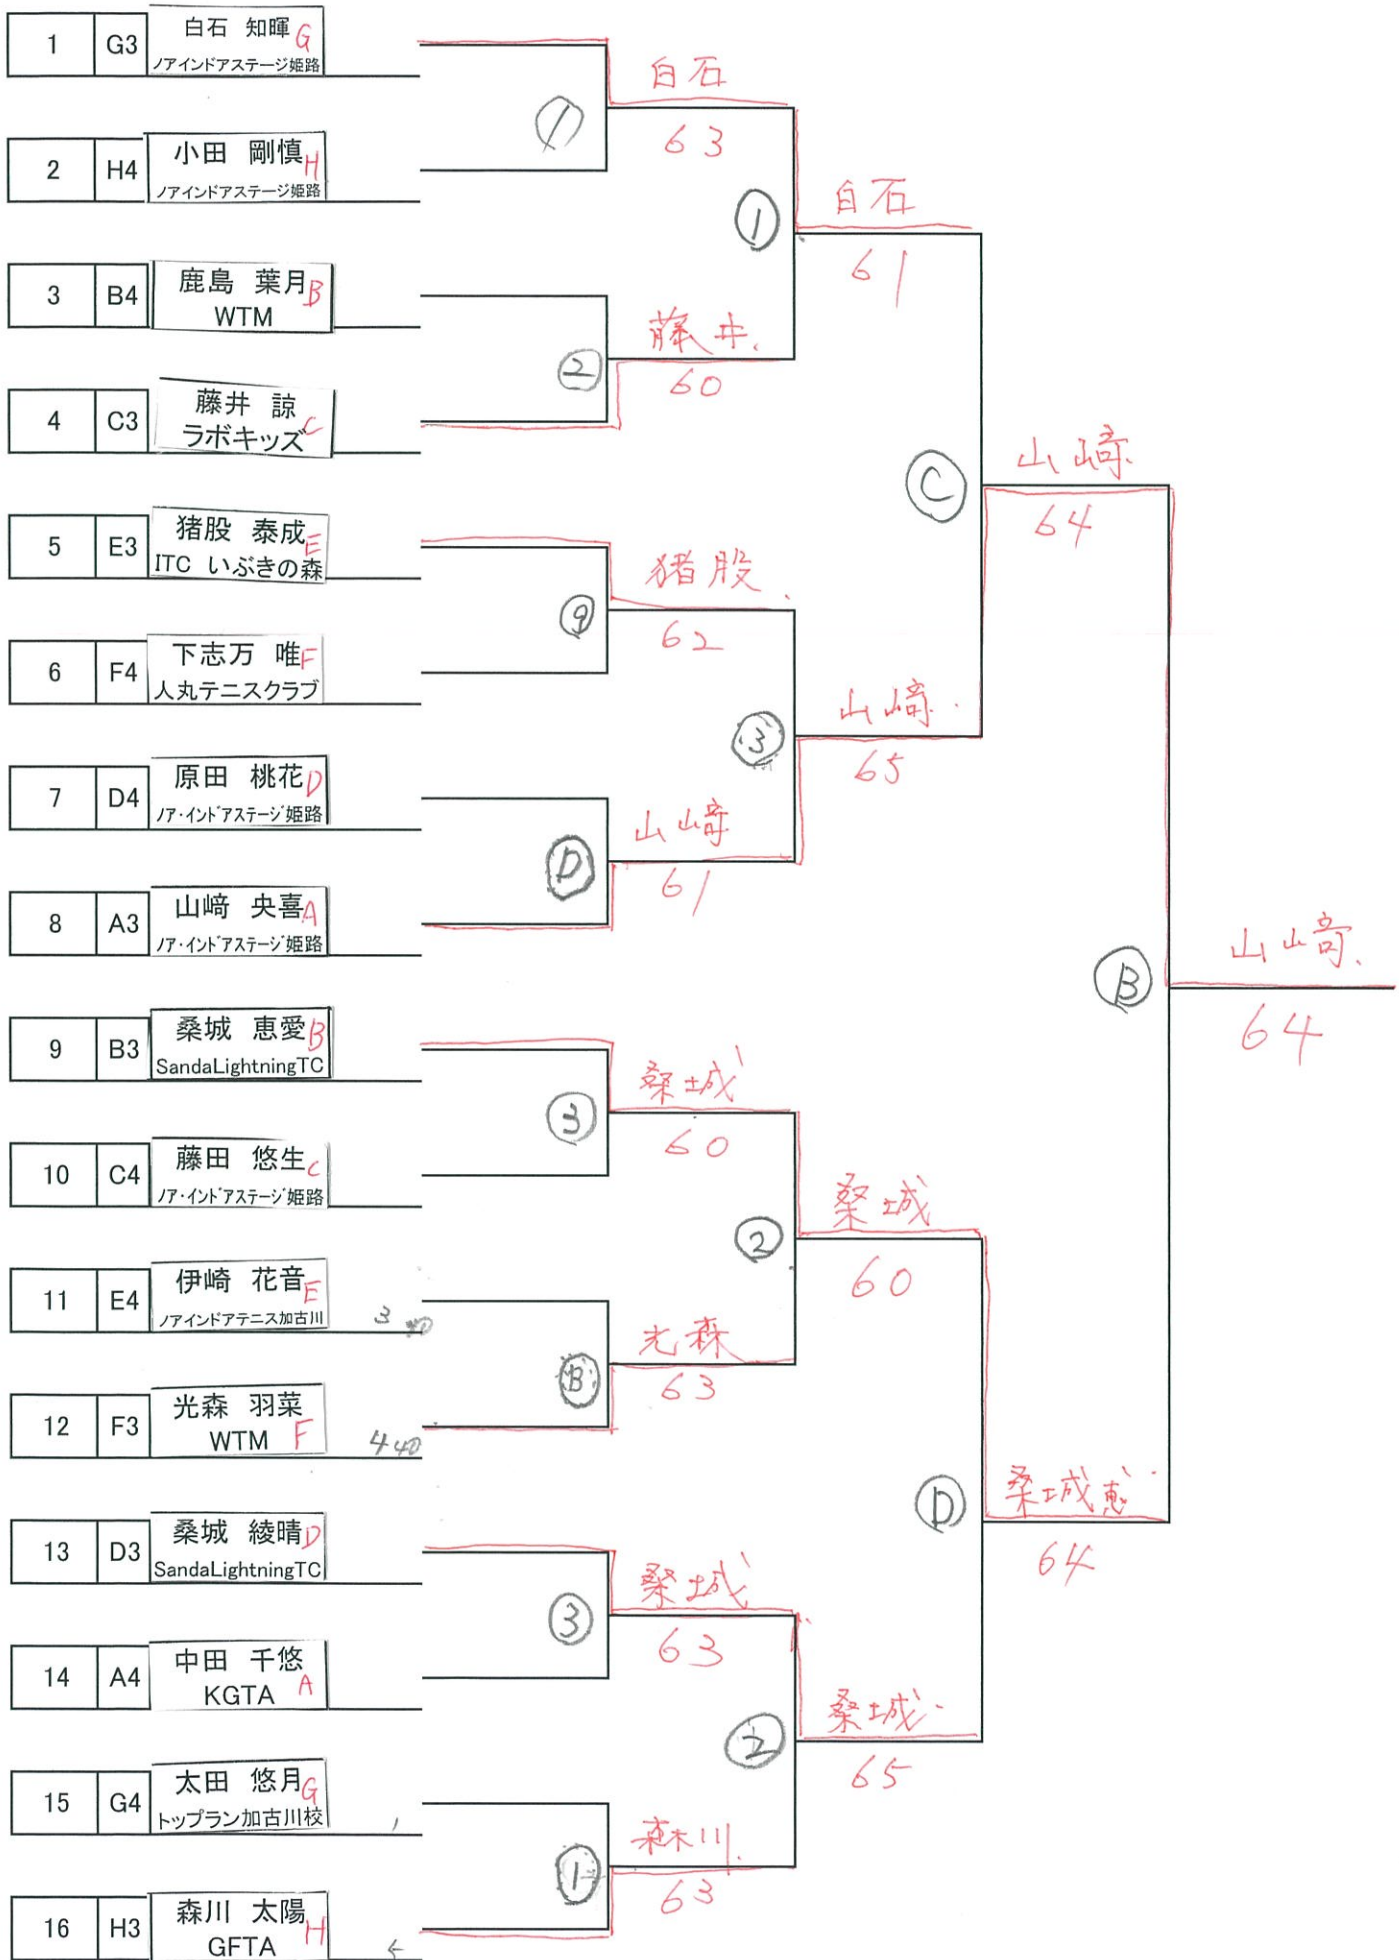 1 G3 白石 知暉 G
ノアインドアステージ姫路
2 H4 小田 剛慎 H
ノアインドアステージ姫路
3 B4 鹿島 葉月 B
WTM
4 C3 藤井 諒
ラボキッズ C
5 E3 猪股 泰成 E
ITC いぶきの森
6 F4 下志万 唯 F
人丸テニスクラブ
7 D4 原田 桃花 D
ノア・インドアステージ姫路
8 A3 山﨑 央喜 A
ノア・インドアステージ姫路
9 B3 桑城 恵愛 B
SandaLightningTC
10 C4 藤田 悠生 C
ノア・インドアステージ姫路
11 E4 伊崎 花音 E
ノアインドアテニス加古川
3
12 F3 光森 羽菜
WTM F
4 40
13 D3 桑城 綾晴 D
SandaLightningTC
14 A4 中田 千悠
KGTA A
15 G4 太田 悠月 G
トップラン加古川校
16 H3 森川 太陽 H
GFTA
①
白石
63
②
藤井
60
⑨
猪股
62
Ⓓ
山﨑
61
③
桑城
60
Ⓑ
光森
63
③
桑城
63
①
森川
63
①
白石
61
③
山﨑
65
②
桑城
60
②
桑城
65
Ⓒ
山﨑
64
Ⓓ
桑城恵
64
Ⓑ
山﨑
64